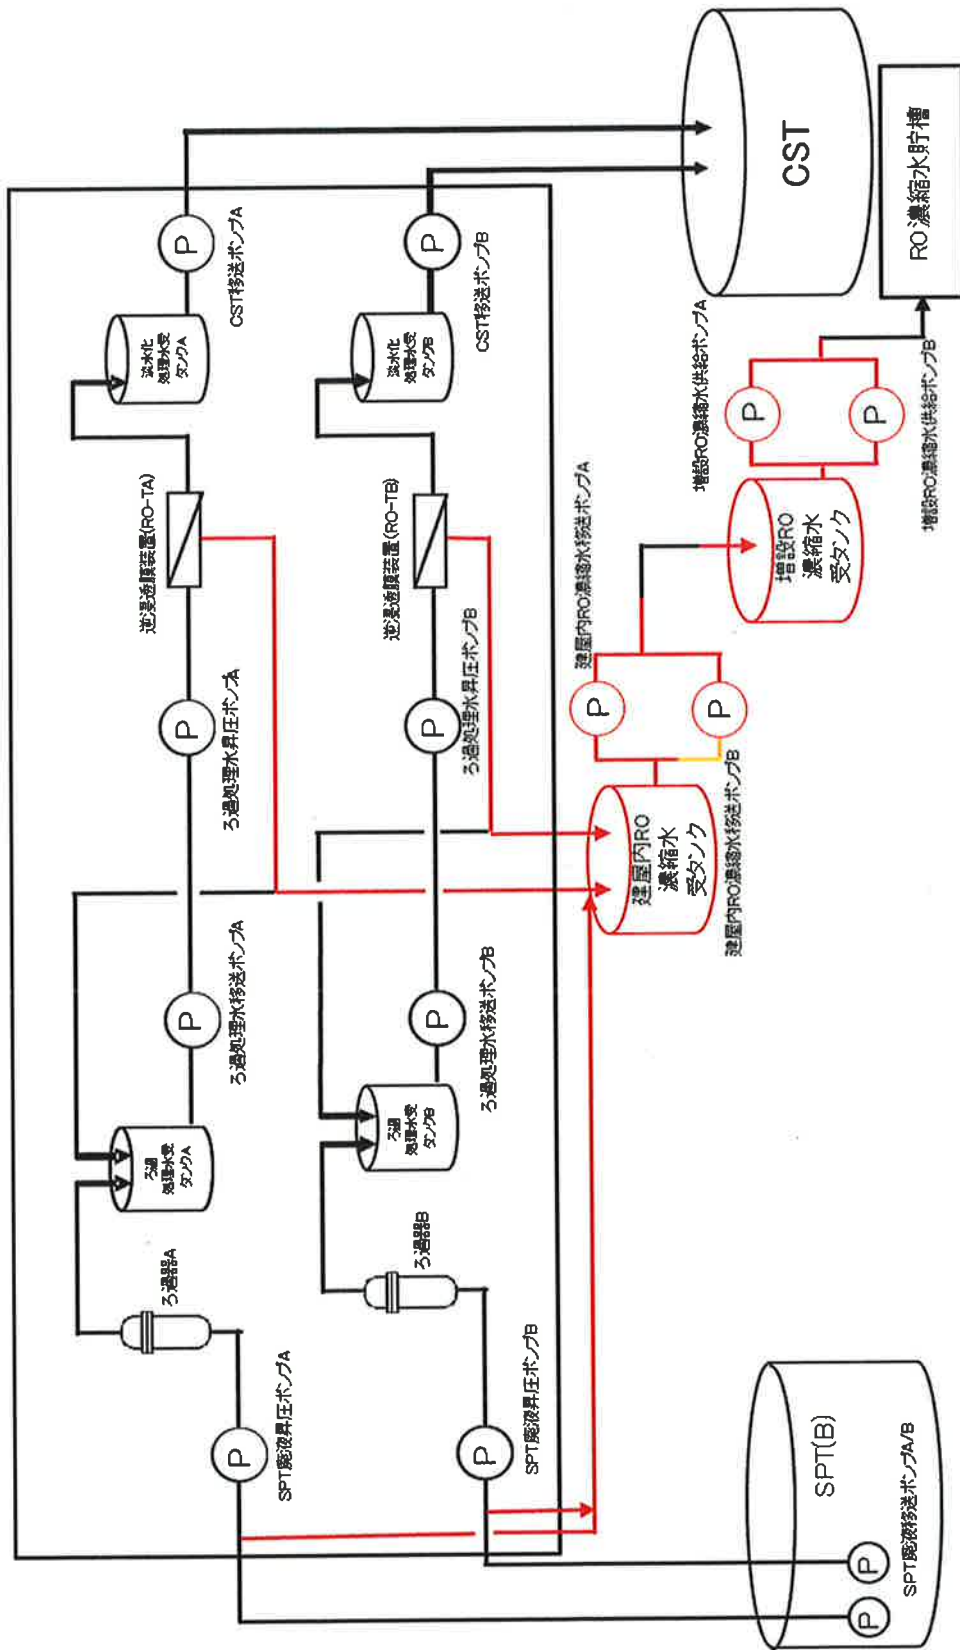 SPT(B)
SPT廃液移送ポンプA/B
P
P
SPT廃液昇圧ポンプA
P
ろ過器A
ろ過
処理水受
タンクA
ろ過処理水移送ポンプA
P
ろ過処理水昇圧ポンプA
P
逆浸透膜装置(RO-TA)
淡水化
処理水受
タンクA
CST移送ポンプA
P
SPT廃液昇圧ポンプB
P
ろ過器B
ろ過
処理水受
タンクB
ろ過処理水移送ポンプB
P
ろ過処理水昇圧ポンプB
P
逆浸透膜装置(RO-TB)
淡水化
処理水受
タンクB
CST移送ポンプB
P
建屋内RO
濃縮水
受タンク
建屋内RO濃縮水移送ポンプA
P
建屋内RO濃縮水移送ポンプB
P
増設RO
濃縮水
受タンク
増設RO濃縮水供給ポンプA
P
増設RO濃縮水供給ポンプB
P
CST
RO濃縮水貯槽